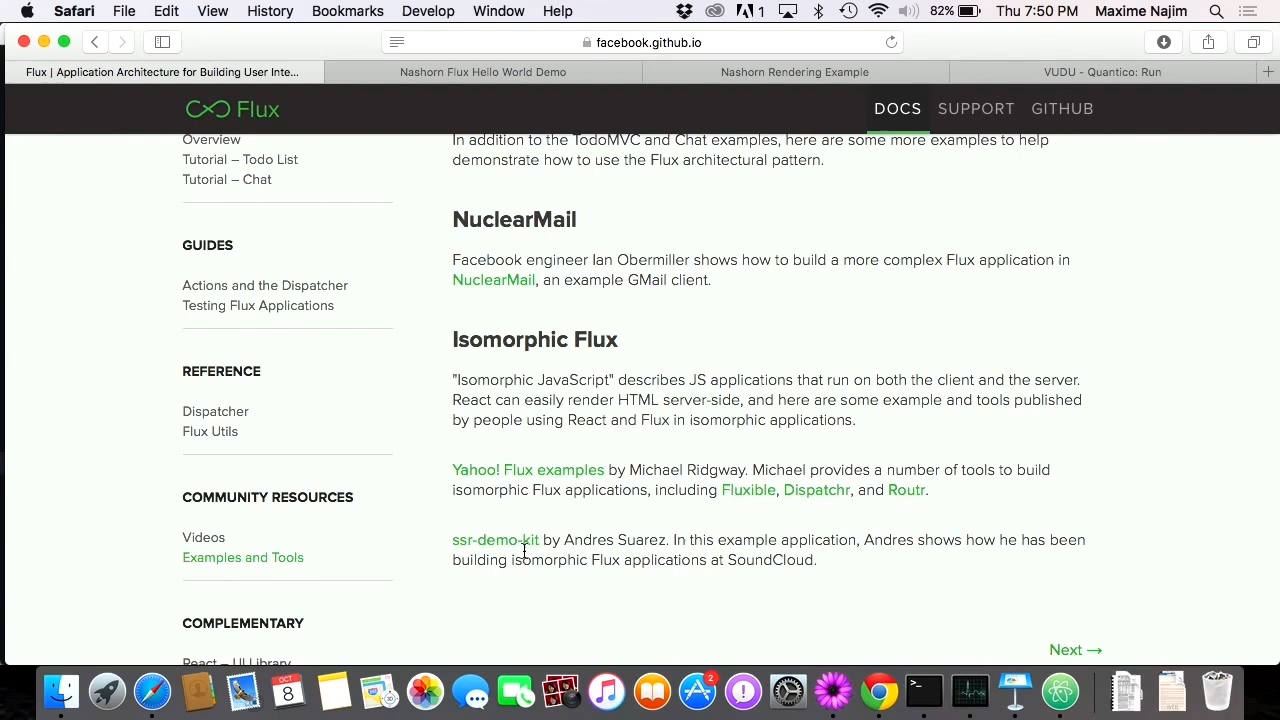 Safari File Edit View History Bookmarks Develop Window Help 1 82% Thu 7:50 PM Maxime Najim
facebook.github.io
Flux | Application Architecture for Building User Inte... Nashorn Flux Hello World Demo Nashorn Rendering Example VUDU - Quantico: Run
Flux DOCS SUPPORT GITHUB
Overview
Tutorial – Todo List
Tutorial – Chat
GUIDES
Actions and the Dispatcher
Testing Flux Applications
REFERENCE
Dispatcher
Flux Utils
COMMUNITY RESOURCES
Videos
Examples and Tools
COMPLEMENTARY
React – UI Library
In addition to the TodoMVC and Chat examples, here are some more examples to help
demonstrate how to use the Flux architectural pattern.
NuclearMail
Facebook engineer Ian Obermiller shows how to build a more complex Flux application in
NuclearMail, an example GMail client.
Isomorphic Flux
"Isomorphic JavaScript" describes JS applications that run on both the client and the server.
React can easily render HTML server-side, and here are some example and tools published
by people using React and Flux in isomorphic applications.
Yahoo! Flux examples by Michael Ridgway. Michael provides a number of tools to build
isomorphic Flux applications, including Fluxible, Dispatchr, and Routr.
ssr-demo-kit by Andres Suarez. In this example application, Andres shows how he has been
building isomorphic Flux applications at SoundCloud.
Next →
OCT
8
2